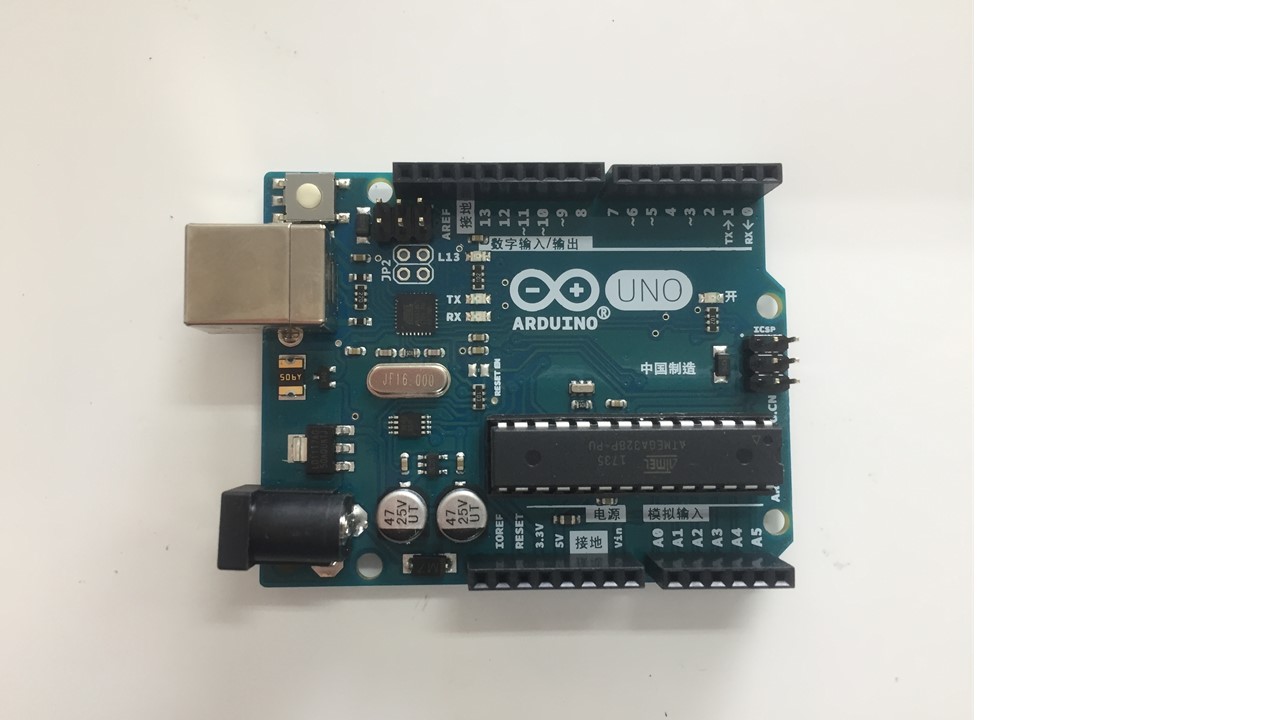 AREF
接地
13
12
~11
~10
~9
8
7
~6
~5
4
~3
2
TX→1
RX←0
数字输入/输出
JP2
L13
TX
RX
UNO
ARDUINO®
开
ICSP
RESET EN
中国制造
JF16.000
ATMEGA328P-PU
1735
ATMEL
47
25V
UT
47
25V
UT
电源
模拟输入
IOREF
RESET
3.3V
5V
接地
Vin
A0
A1
A2
A3
A4
A5